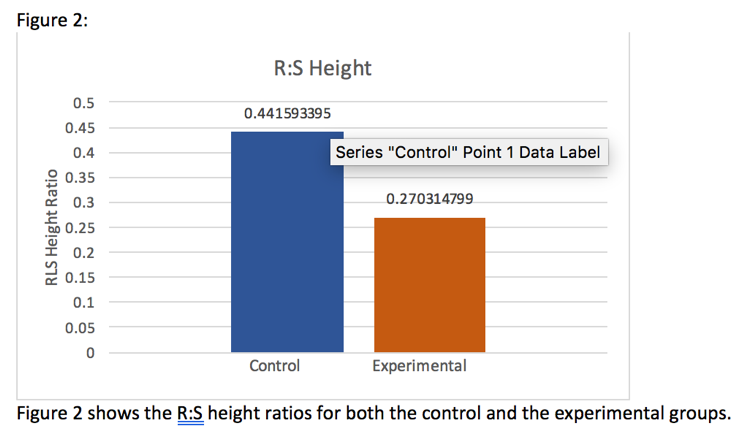 Figure 2:
R:S Height
0.5
0.45
0.4
0.35
0.3
0.25
0.2
0.15
0.1
0.05
0
RLS Height Ratio
0.441593395
Series "Control" Point 1 Data Label
0.270314799
Control
Experimental
Figure 2 shows the R:S height ratios for both the control and the experimental groups.